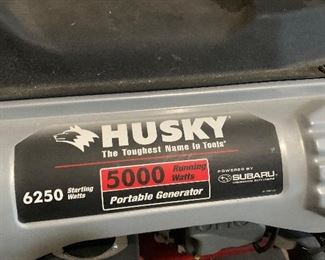 HUSKY
The Toughest Name In Tools
5000 Running Watts
6250 Starting Watts
Portable Generator
POWERED BY
SUBARU